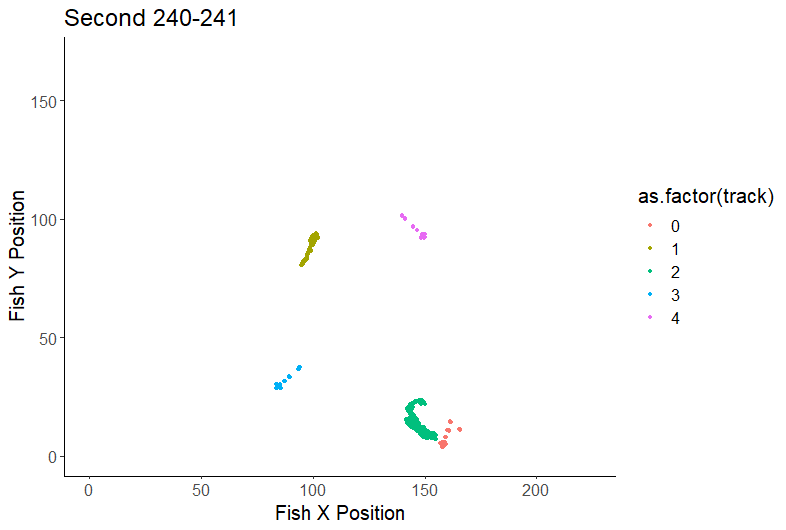 Second 240-241
150
100
50
0
0 50 100 150 200
Fish X Position
Fish Y Position
as.factor(track)
0
1
2
3
4